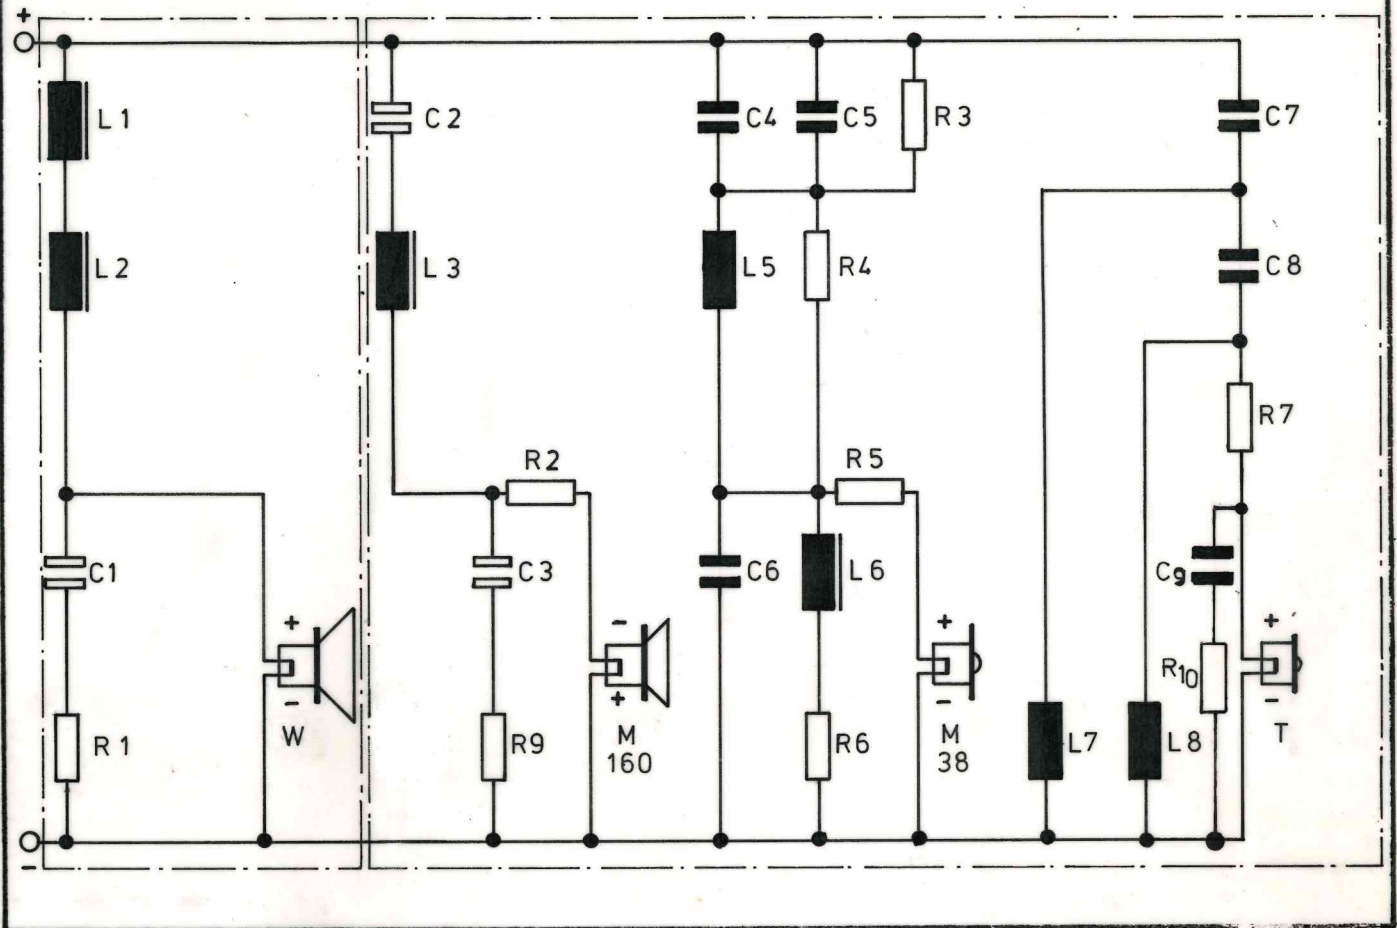 +
L1
C2
C4
C5
R3
C7
L2
L3
L5
R4
C8
R7
R2
R5
C1
C3
C6
L6
C9
+
-
+
+
R10
-
+
-
-
R1
W
R9
M
160
R6
M
38
L7
L8
T
-